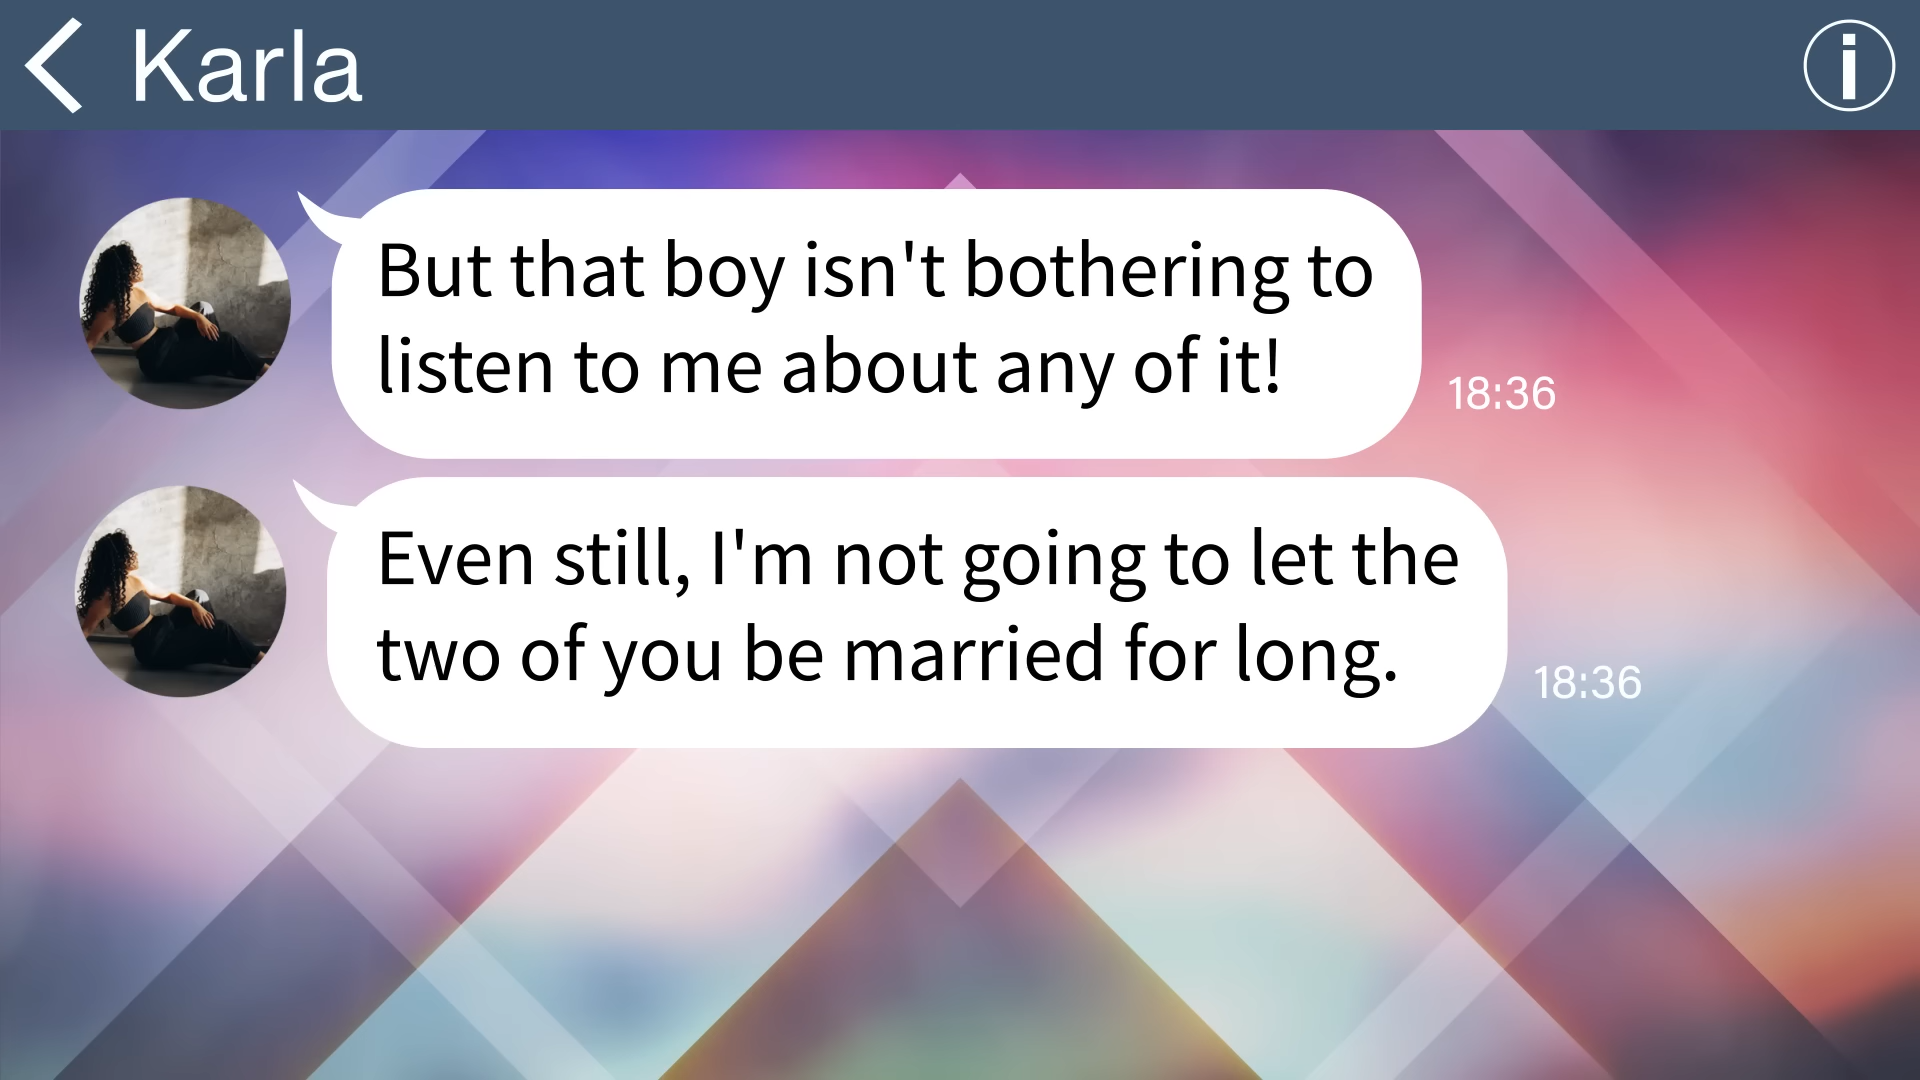 Karla
But that boy isn't bothering to
listen to me about any of it!
18:36
Even still, I'm not going to let the
two of you be married for long.
18:36